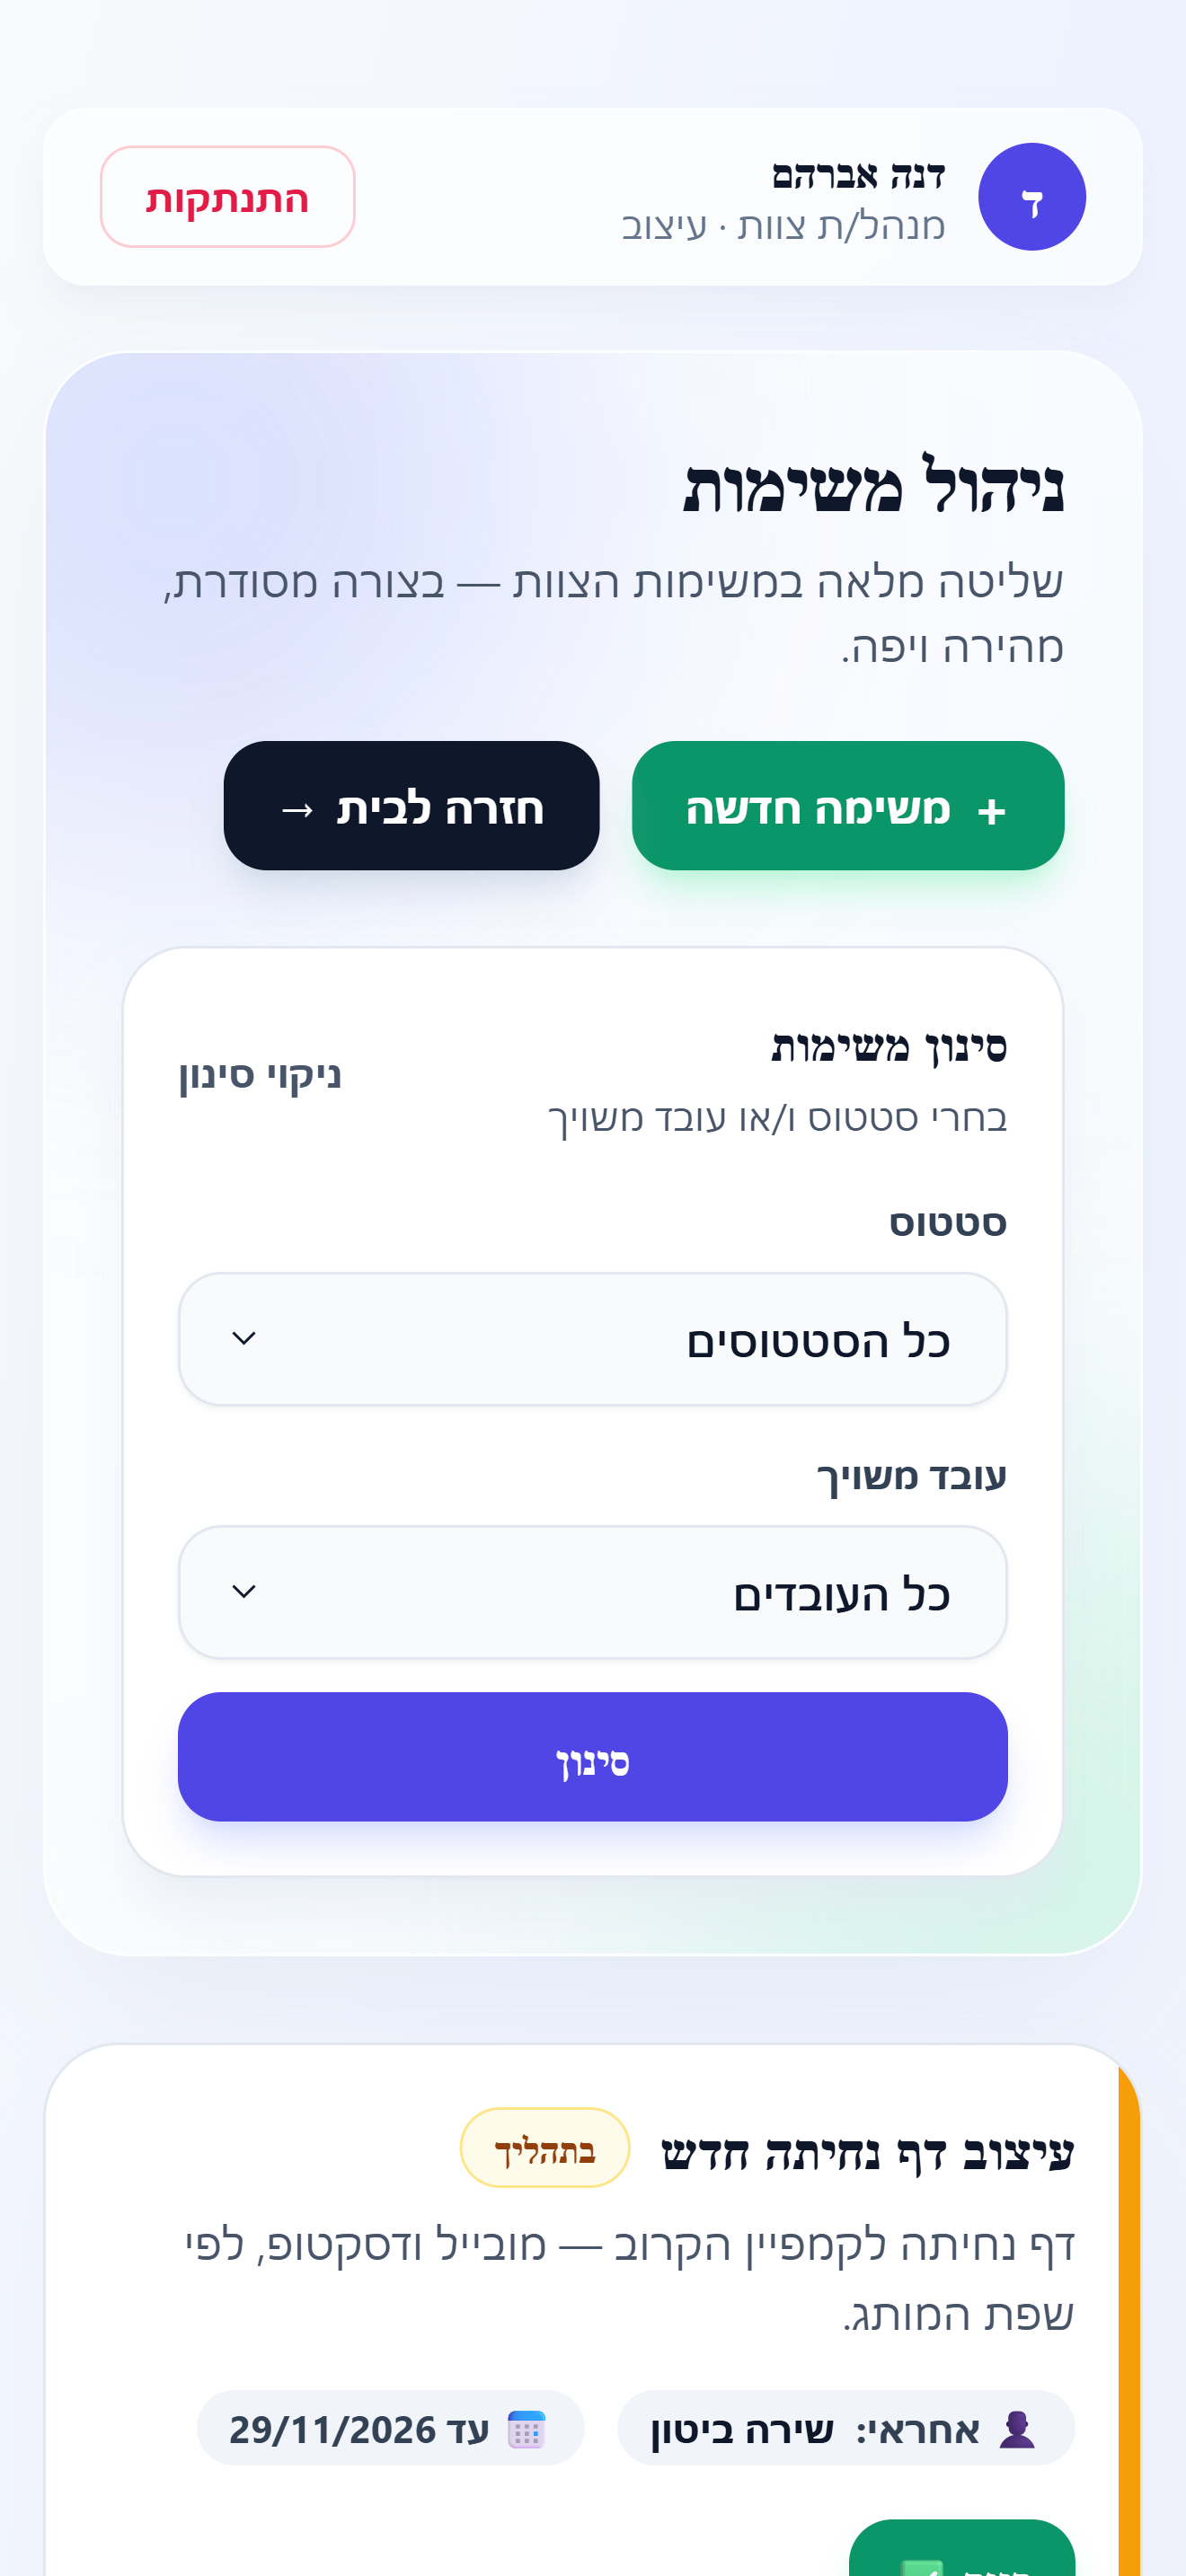 ד
דנה אברהם
מנהל/ת צוות · עיצוב
התנתקות
ניהול משימות
שליטה מלאה במשימות הצוות — בצורה מסודרת,
מהירה ויפה.
+ משימה חדשה
חזרה לבית →
סינון משימות
בחרי סטטוס ו/או עובד משויך
ניקוי סינון
סטטוס
כל הסטטוסים
עובד משויך
כל העובדים
סינון
עיצוב דף נחיתה חדש
בתהליך
דף נחיתה לקמפיין הקרוב — מובייל ודסקטופ, לפי
שפת המותג.
אחראי: שירה ביטון
עד 29/11/2026